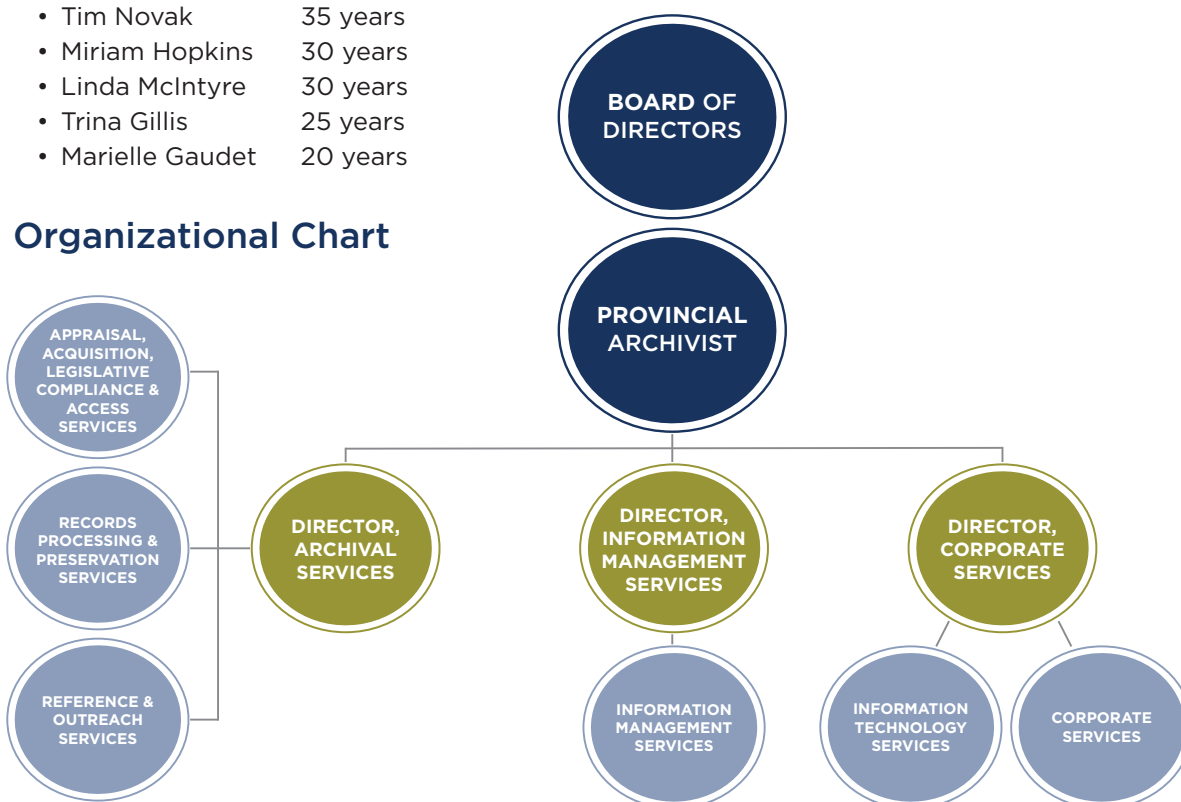 • Tim Novak 35 years
• Miriam Hopkins 30 years
• Linda McIntyre 30 years
• Trina Gillis 25 years
• Marielle Gaudet 20 years
Organizational Chart
BOARD OF
DIRECTORS
PROVINCIAL
ARCHIVIST
DIRECTOR,
ARCHIVAL
SERVICES
APPRAISAL,
ACQUISITION,
LEGISLATIVE
COMPLIANCE &
ACCESS
SERVICES
RECORDS
PROCESSING &
PRESERVATION
SERVICES
REFERENCE &
OUTREACH
SERVICES
DIRECTOR,
INFORMATION
MANAGEMENT
SERVICES
INFORMATION
MANAGEMENT
SERVICES
DIRECTOR,
CORPORATE
SERVICES
INFORMATION
TECHNOLOGY
SERVICES
CORPORATE
SERVICES